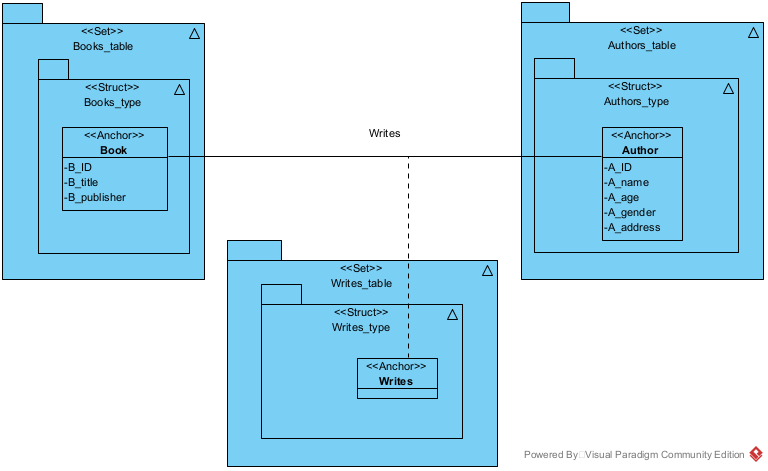 <<Set>>
Books_table
<<Struct>>
Books_type
<<Anchor>>
Book
-B_ID
-B_title
-B_publisher
Writes
<<Set>>
Authors_table
<<Struct>>
Authors_type
<<Anchor>>
Author
-A_ID
-A_name
-A_age
-A_gender
-A_address
<<Set>>
Writes_table
<<Struct>>
Writes_type
<<Anchor>>
Writes
Powered By Visual Paradigm Community Edition